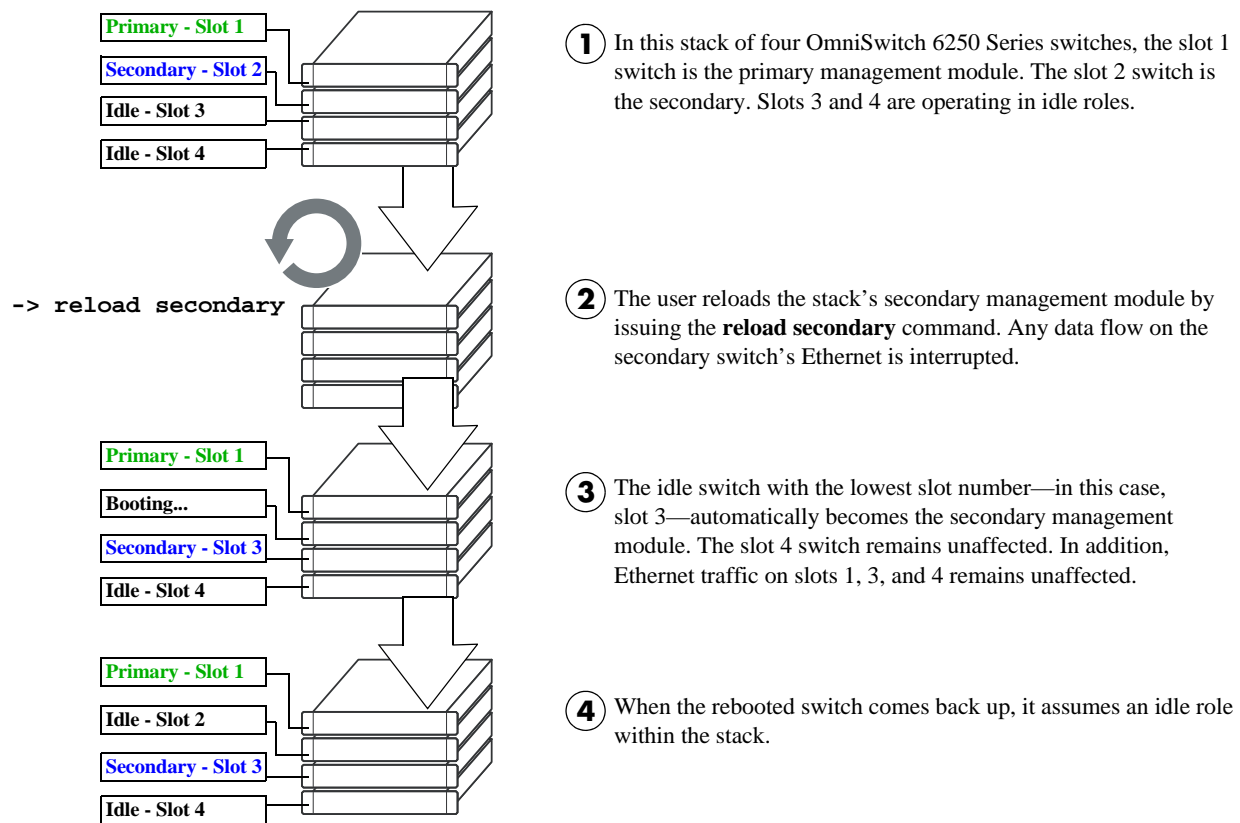 Primary - Slot 1
Secondary - Slot 2
Idle - Slot 3
Idle - Slot 4
1 In this stack of four OmniSwitch 6250 Series switches, the slot 1
switch is the primary management module. The slot 2 switch is
the secondary. Slots 3 and 4 are operating in idle roles.
-> reload secondary
2 The user reloads the stack’s secondary management module by
issuing the reload secondary command. Any data flow on the
secondary switch’s Ethernet is interrupted.
Primary - Slot 1
Booting...
Secondary - Slot 3
Idle - Slot 4
3 The idle switch with the lowest slot number—in this case,
slot 3—automatically becomes the secondary management
module. The slot 4 switch remains unaffected. In addition,
Ethernet traffic on slots 1, 3, and 4 remains unaffected.
Primary - Slot 1
Idle - Slot 2
Secondary - Slot 3
Idle - Slot 4
4 When the rebooted switch comes back up, it assumes an idle role
within the stack.